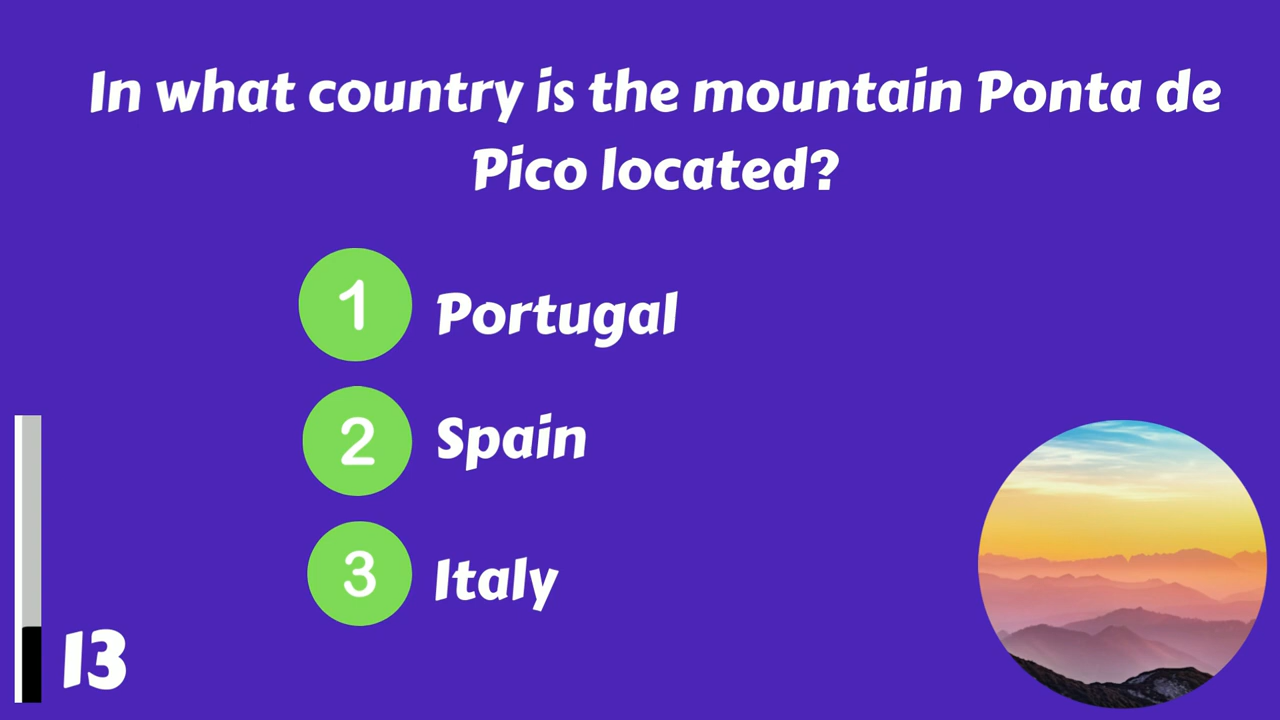 In what country is the mountain Ponta de
Pico located?
1 Portugal
2 Spain
3 Italy
13